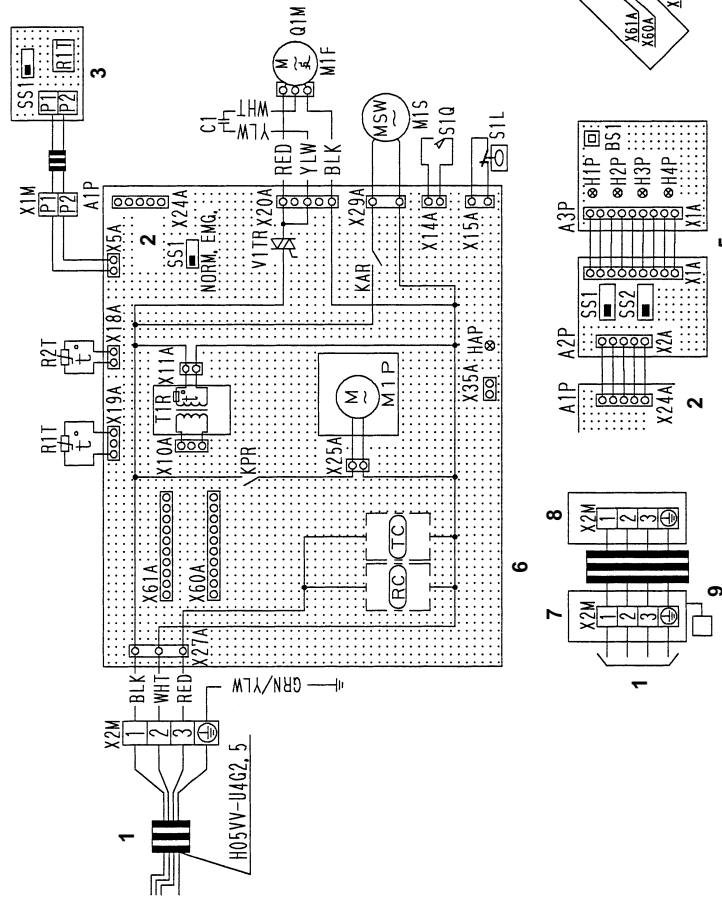 1
H05VV-U4G2,5
X2M
1
2
3
BLK
WHT
RED
GRN/YLW
X27A
X61A
X60A
RC
TC
KPR
X25A
M
~
M1P
X10A
T1R
t°
X11A
R1T
t°
X19A
R2T
t°
X18A
X5A
A1P
X1M
P1
P2
SS1
R1T
P1
P2
3
X24A
2
SS1
NORM, EMG,
V1TR
X20A
RED
YLW
BLK
C1
YLW
WHT
M
~
Q1M
M1F
KAR
X29A
MSW
M1S
X14A
S1Q
X15A
S1L
X35A
HAP
6
1
7
X2M
1
2
3
8
X2M
1
2
3
9
A1P
X24A
2
A2P
X2A
SS1
SS2
X1A
A3P
X1A
H1P
H2P
H3P
H4P
BS1
X61A
X60A